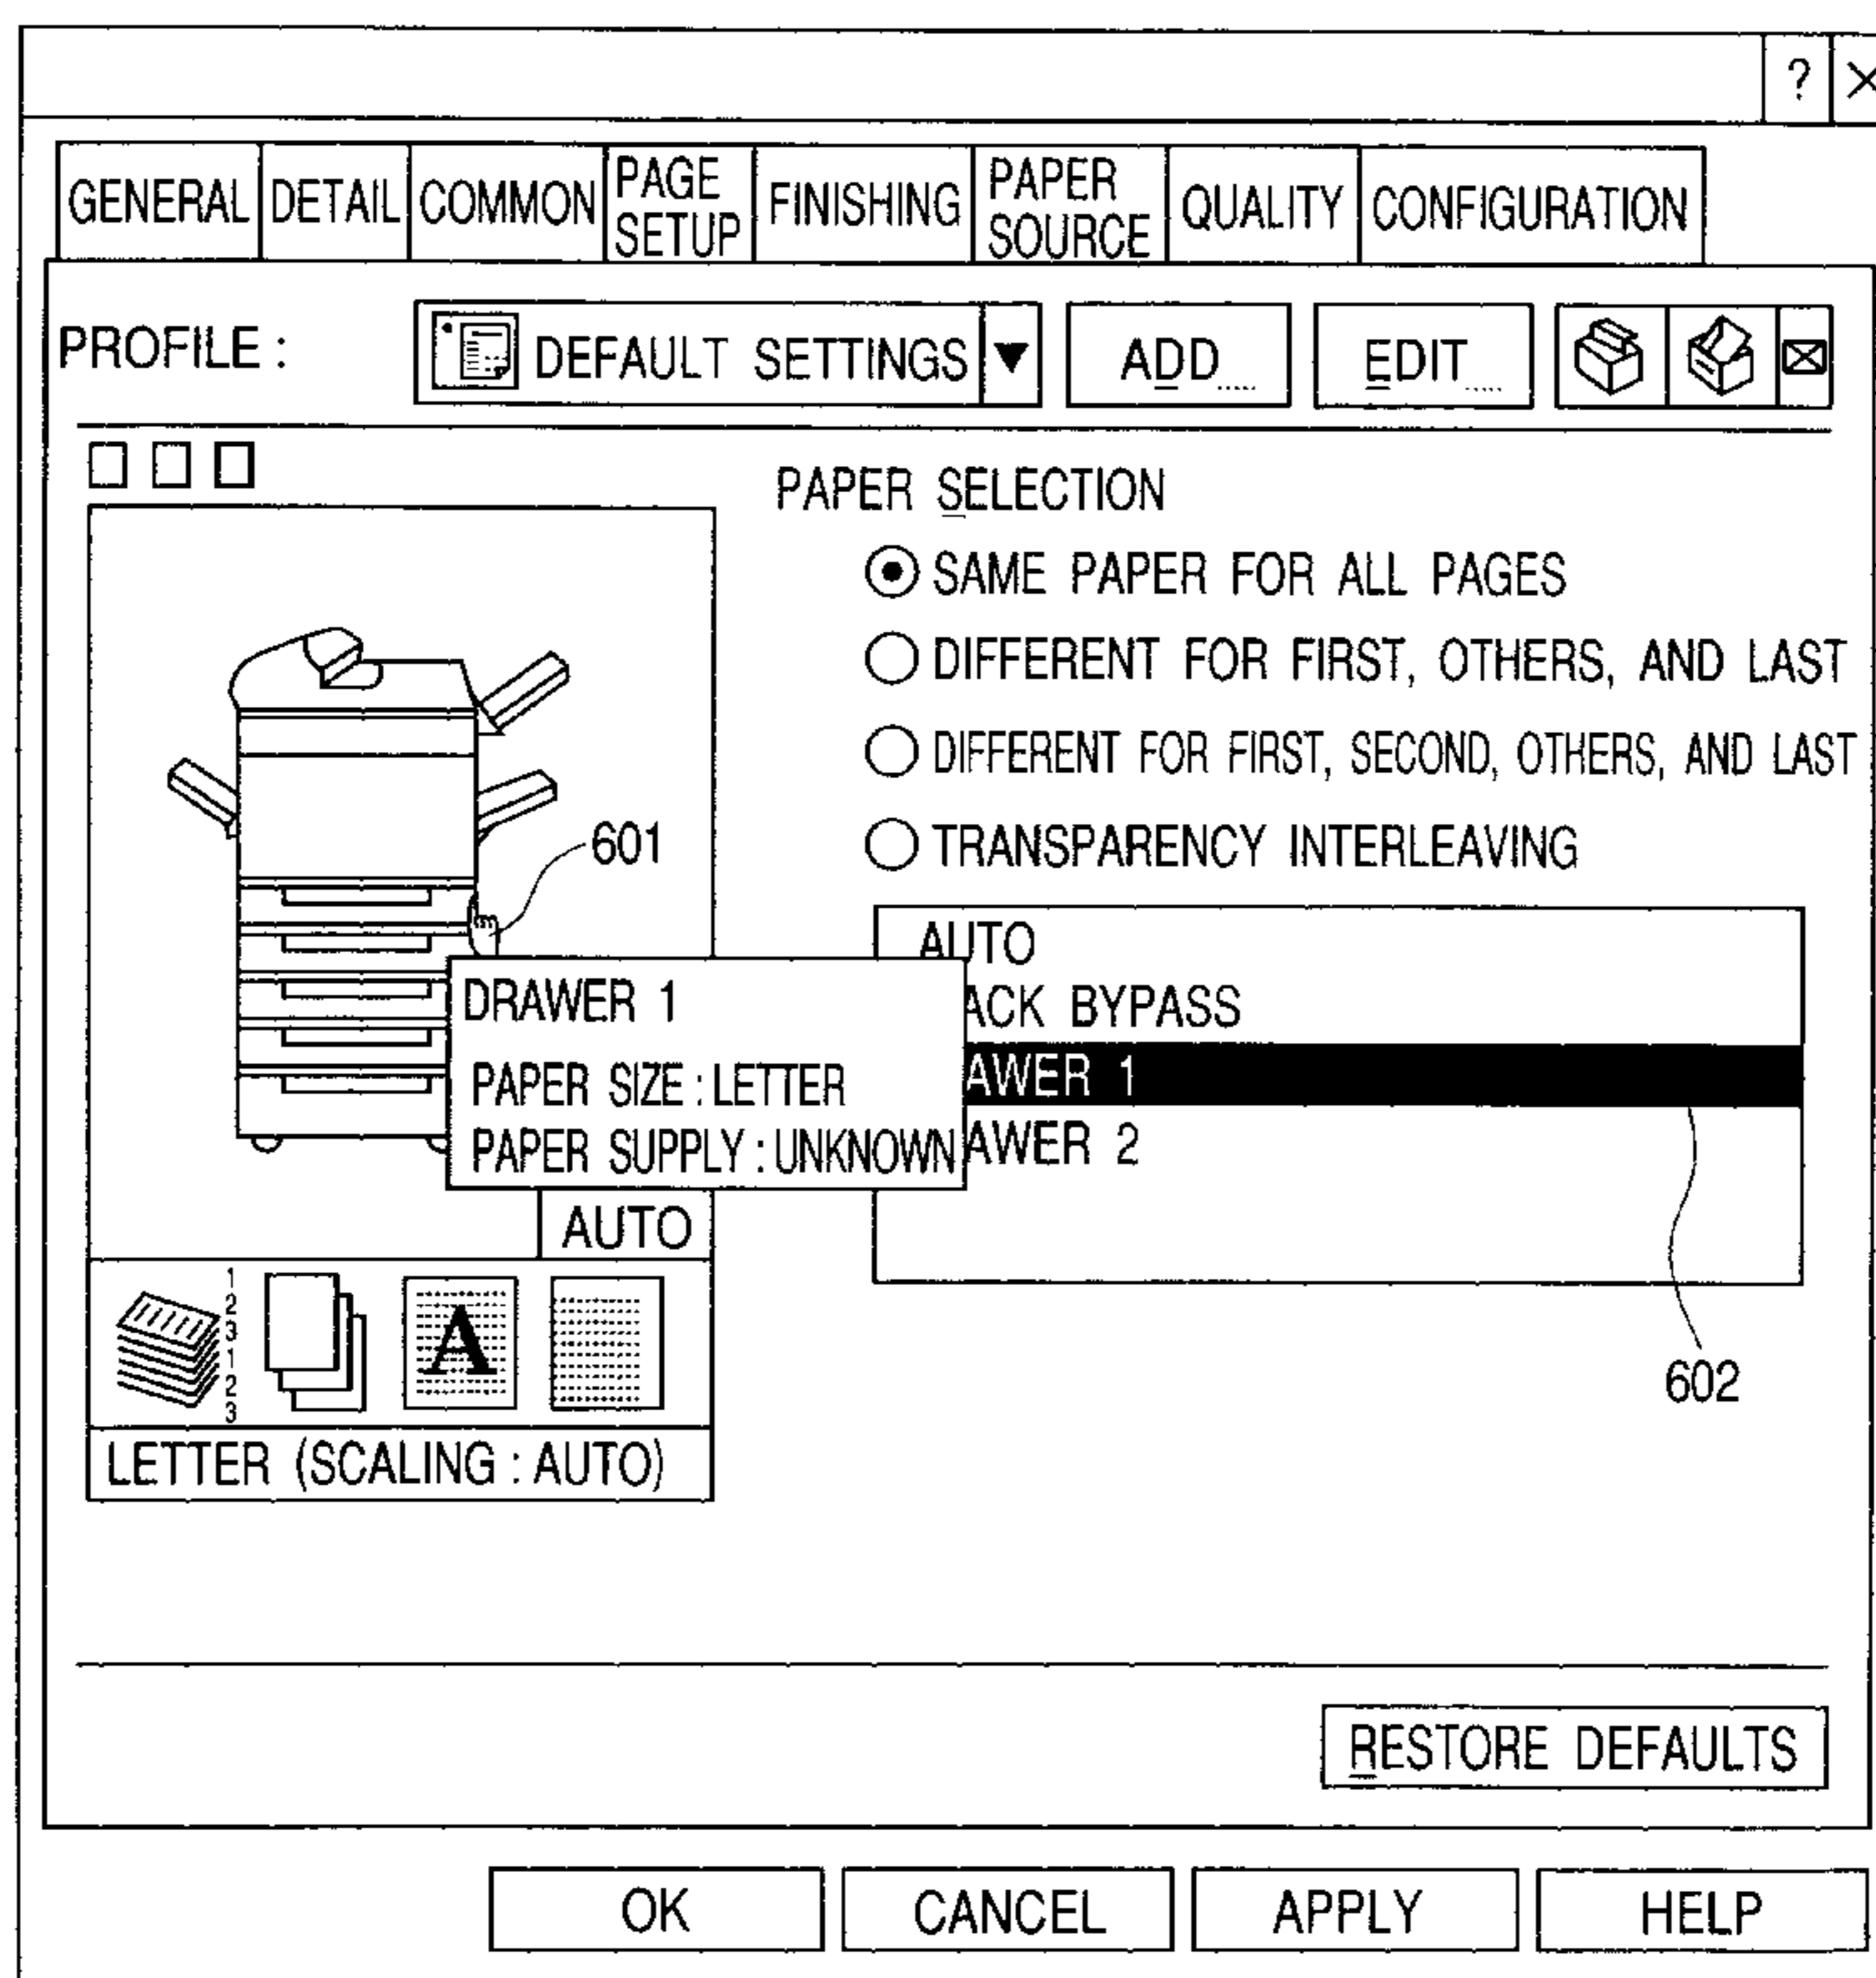 ?
GENERAL DETAIL COMMON PAGE SETUP FINISHING PAPER SOURCE QUALITY CONFIGURATION
PROFILE : DEFAULT SETTINGS ADD.... EDIT....
PAPER SELECTION
SAME PAPER FOR ALL PAGES
DIFFERENT FOR FIRST, OTHERS, AND LAST
DIFFERENT FOR FIRST, SECOND, OTHERS, AND LAST
601
TRANSPARENCY INTERLEAVING
AUTO
ACK BYPASS
AWER 1
AWER 2
DRAWER 1
PAPER SIZE : LETTER
PAPER SUPPLY : UNKNOWN
AUTO
1
2
3
1
2
3
A
602
LETTER (SCALING : AUTO)
RESTORE DEFAULTS
OK CANCEL APPLY HELP